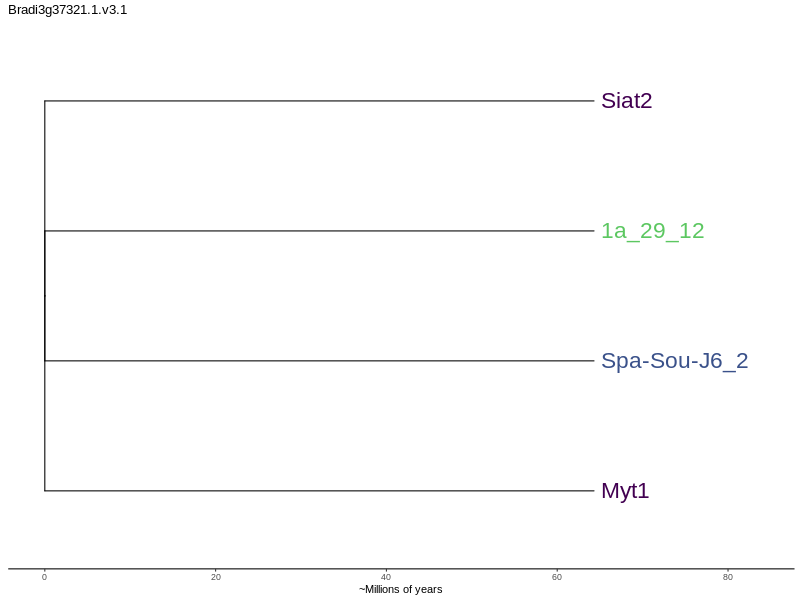 Bradi3g37321.1.v3.1
Siat2
1a_29_12
Spa-Sou-J6_2
Myt1
0 20 40 60 80
~Millions of years